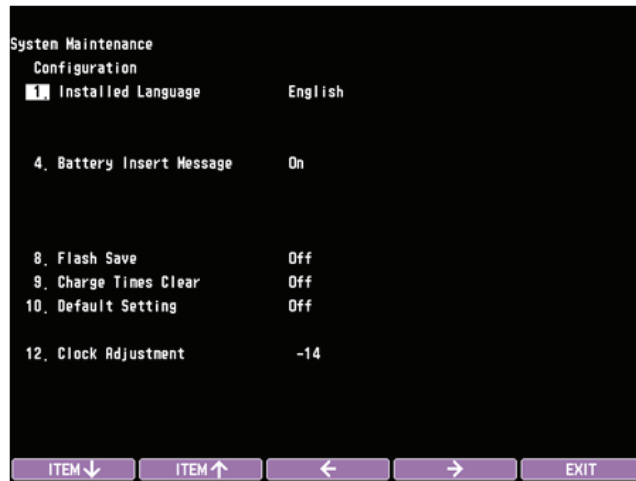 System Maintenance
Configuration
1. Installed Language English
4. Battery Insert Message On
8. Flash Save Off
9. Charge Times Clear Off
10. Default Setting Off
12. Clock Adjustment -14
ITEM↓ ITEM↑ ← → EXIT